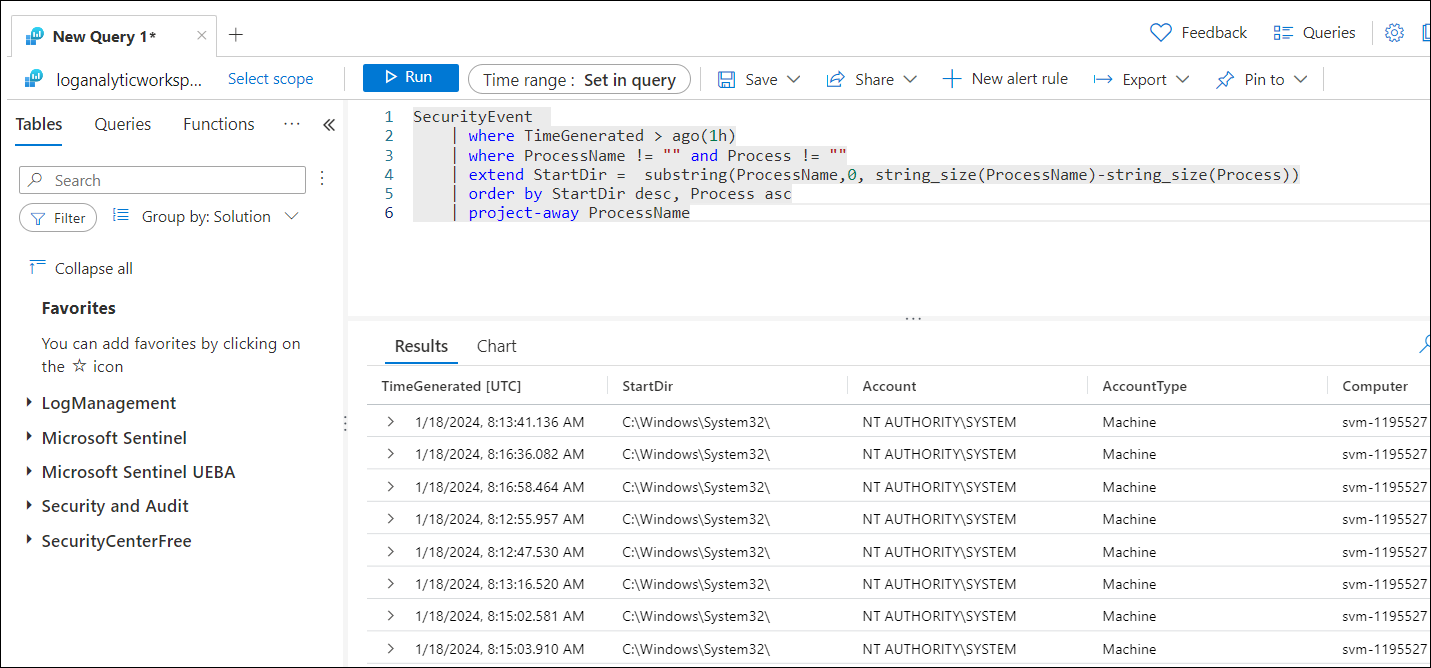 New Query 1*
Feedback
Queries
loganalyticworksp...
Select scope
Run
Time range : Set in query
Save
Share
New alert rule
Export
Pin to
Tables
Queries
Functions
Search
Filter
Group by: Solution
Collapse all
Favorites
You can add favorites by clicking on
the ☆ icon
LogManagement
Microsoft Sentinel
Microsoft Sentinel UEBA
Security and Audit
SecurityCenterFree
1 SecurityEvent
2 | where TimeGenerated > ago(1h)
3 | where ProcessName != "" and Process != ""
4 | extend StartDir =  substring(ProcessName,0, string_size(ProcessName)-string_size(Process))
5 | order by StartDir desc, Process asc
6 | project-away ProcessName
Results
Chart
TimeGenerated [UTC] StartDir Account AccountType Computer
1/18/2024, 8:13:41.136 AM C:\Windows\System32\ NT AUTHORITY\SYSTEM Machine svm-1195527
1/18/2024, 8:16:36.082 AM C:\Windows\System32\ NT AUTHORITY\SYSTEM Machine svm-1195527
1/18/2024, 8:16:58.464 AM C:\Windows\System32\ NT AUTHORITY\SYSTEM Machine svm-1195527
1/18/2024, 8:12:55.957 AM C:\Windows\System32\ NT AUTHORITY\SYSTEM Machine svm-1195527
1/18/2024, 8:12:47.530 AM C:\Windows\System32\ NT AUTHORITY\SYSTEM Machine svm-1195527
1/18/2024, 8:13:16.520 AM C:\Windows\System32\ NT AUTHORITY\SYSTEM Machine svm-1195527
1/18/2024, 8:15:02.581 AM C:\Windows\System32\ NT AUTHORITY\SYSTEM Machine svm-1195527
1/18/2024, 8:15:03.910 AM C:\Windows\System32\ NT AUTHORITY\SYSTEM Machine svm-1195527